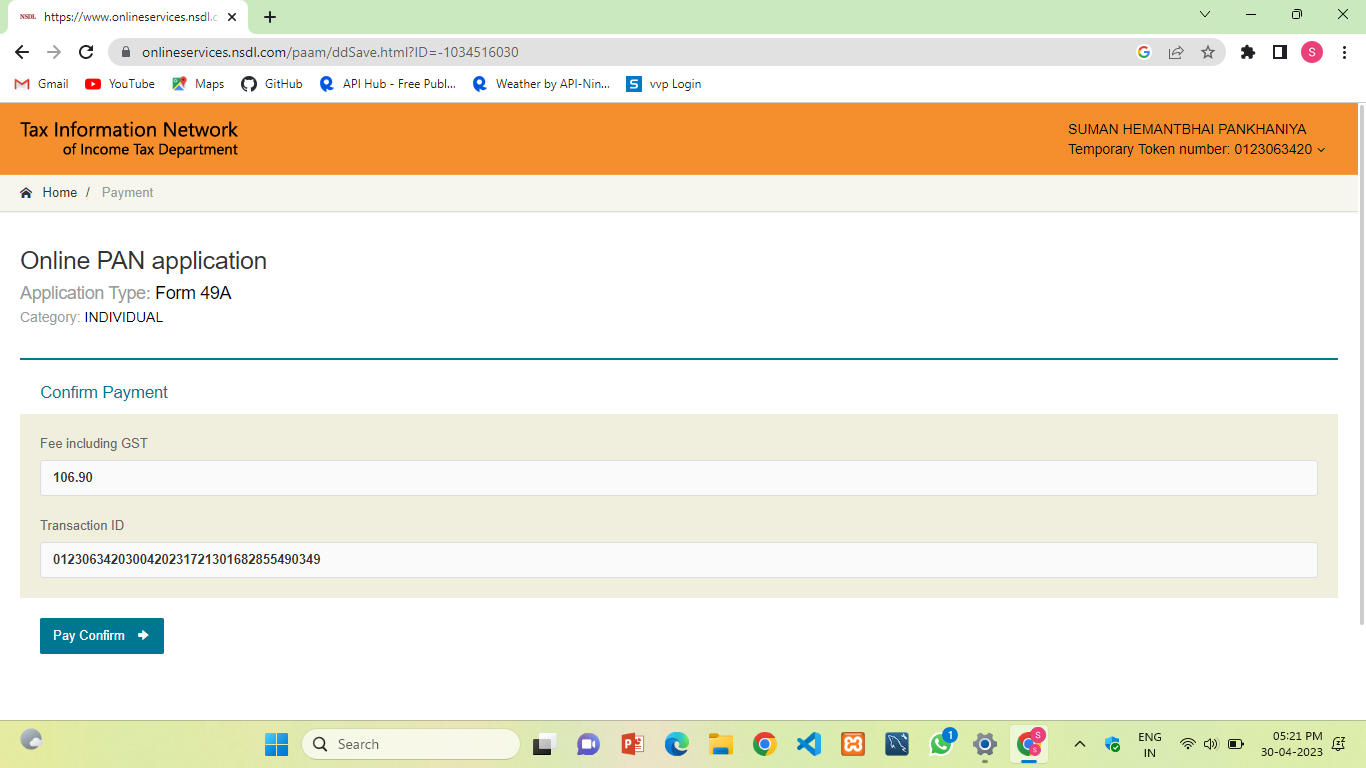 NSDL https://www.onlineservices.nsdl.c
onlineservices.nsdl.com/paam/ddSave.html?ID=-1034516030
S
Gmail YouTube Maps GitHub API Hub - Free Publ... Weather by API-Nin... S vvp Login
Tax Information Network
of Income Tax Department
SUMAN HEMANTBHAI PANKHANIYA
Temporary Token number: 0123063420
Home / Payment
Online PAN application
Application Type: Form 49A
Category: INDIVIDUAL
Confirm Payment
Fee including GST
106.90
Transaction ID
0123063420300420231721301682855490349
Pay Confirm
Search
1
S
ENG
IN
05:21 PM
30-04-2023